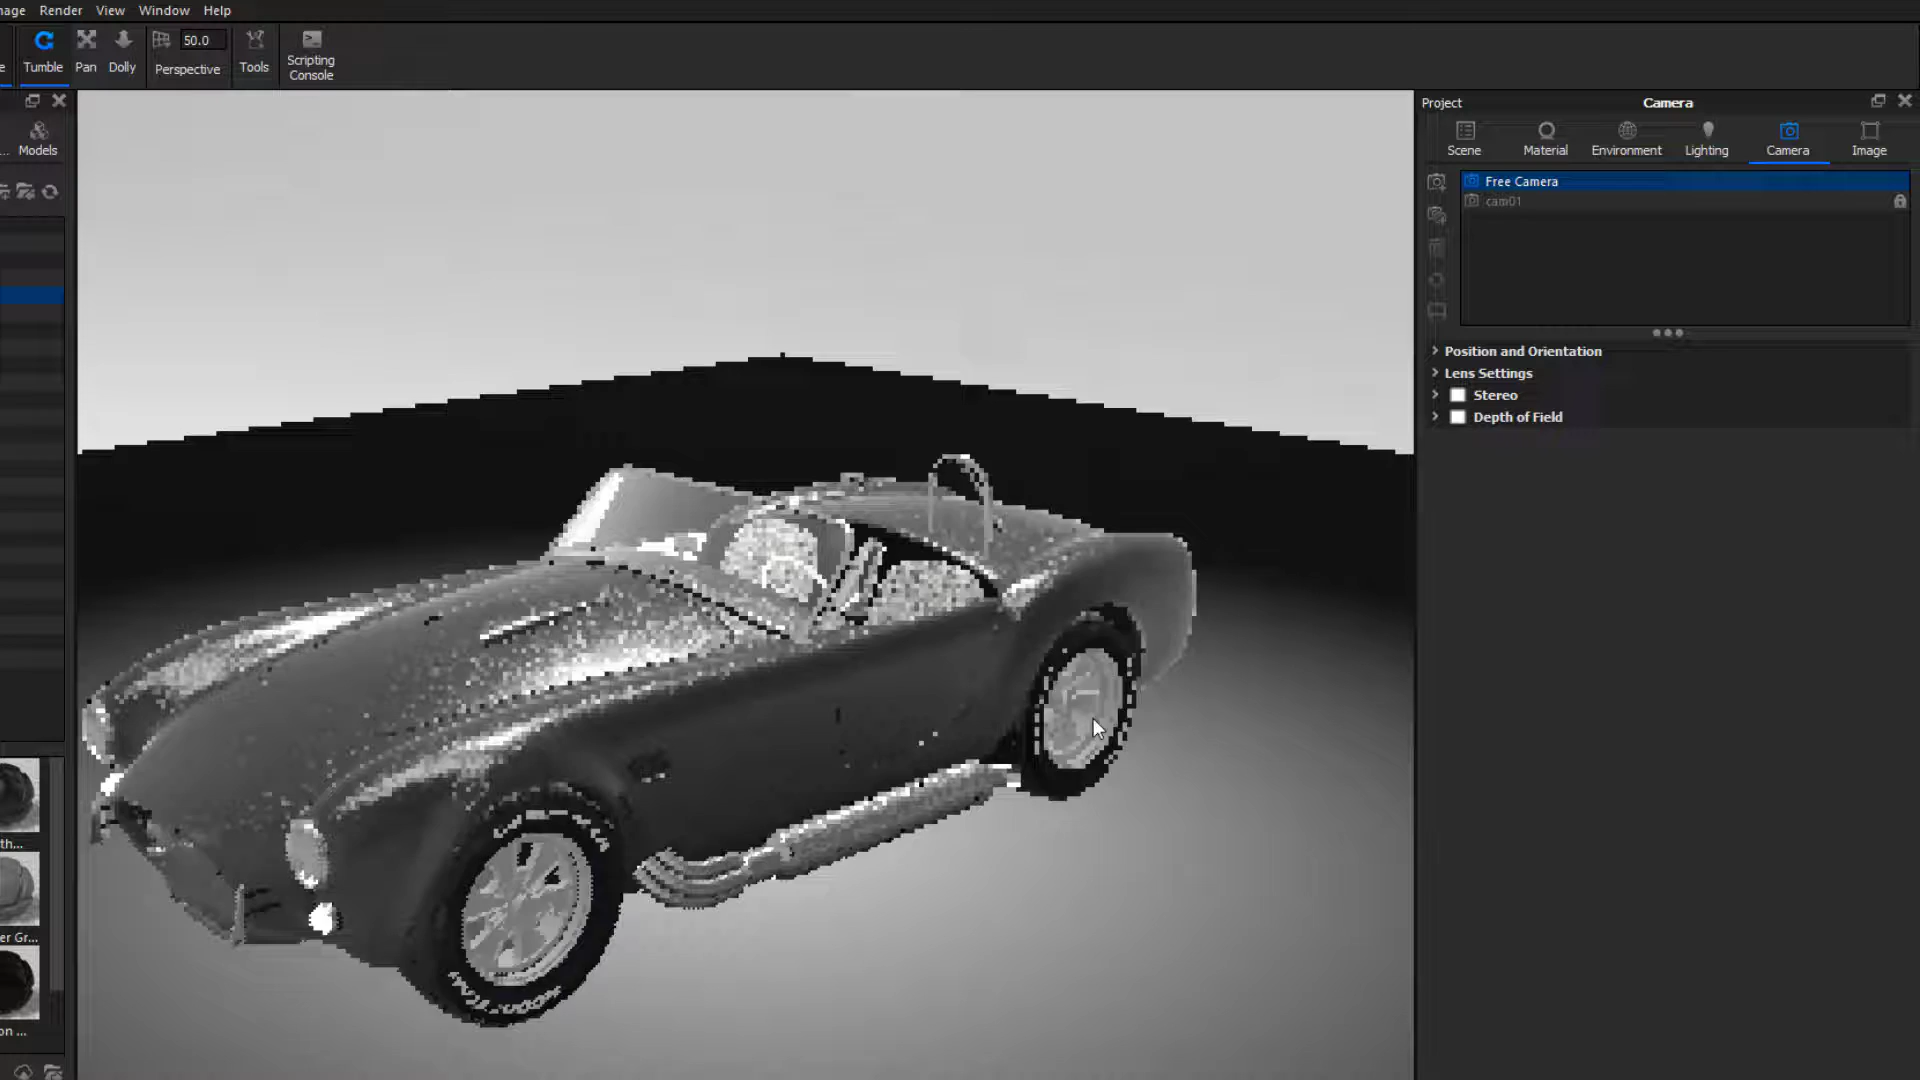 mage Render View Window Help
50.0
e Tumble Pan Dolly Perspective Tools Scripting Console
Project Camera
... Models
Scene Material Environment Lighting Camera Image
Free Camera
cam01
Position and Orientation
Lens Settings
Stereo
Depth of Field
th...
er Gr...
on ...